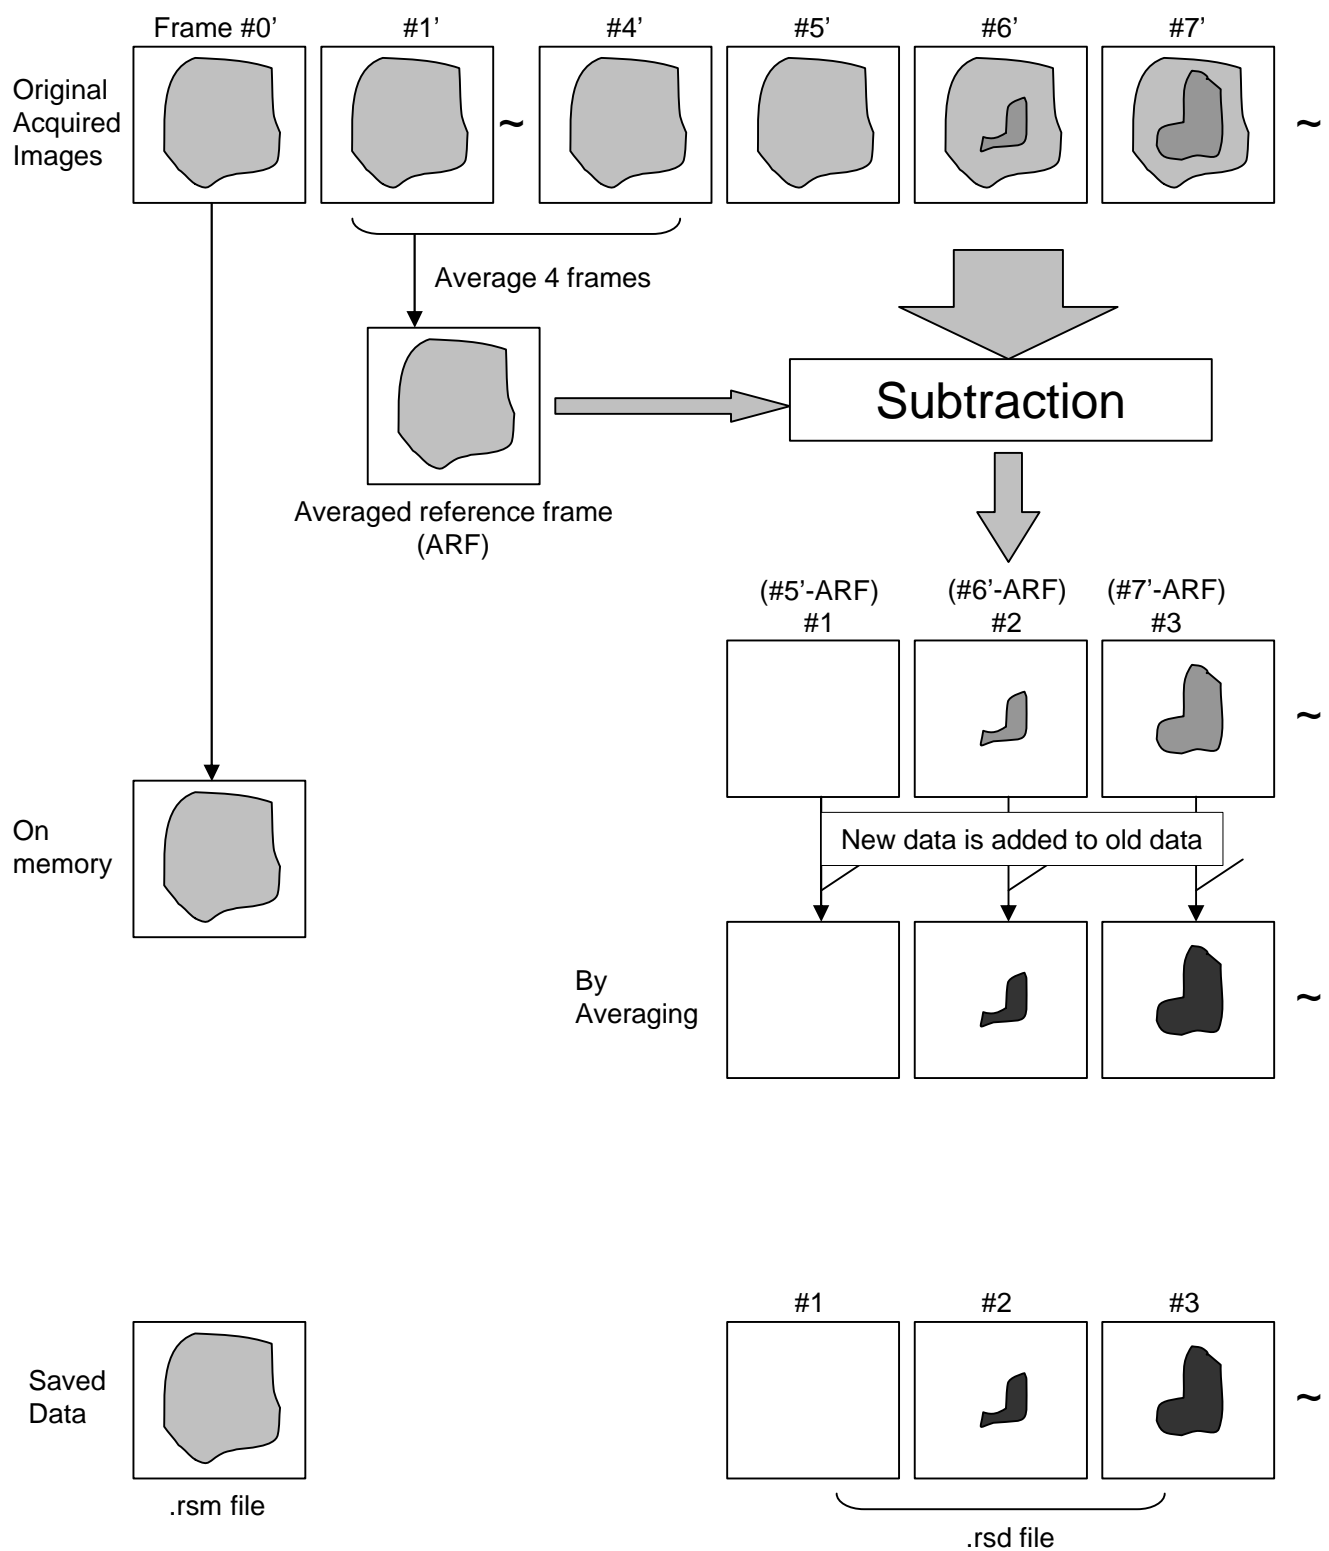 Frame #0’
#1’
#4’
#5’
#6’
#7’
Original
Acquired
Images
~
~
Average 4 frames
Subtraction
Averaged reference frame
(ARF)
(#5’-ARF)
#1
(#6’-ARF)
#2
(#7’-ARF)
#3
~
On
memory
New data is added to old data
By
Averaging
~
#1
#2
#3
Saved
Data
~
.rsm file
.rsd file